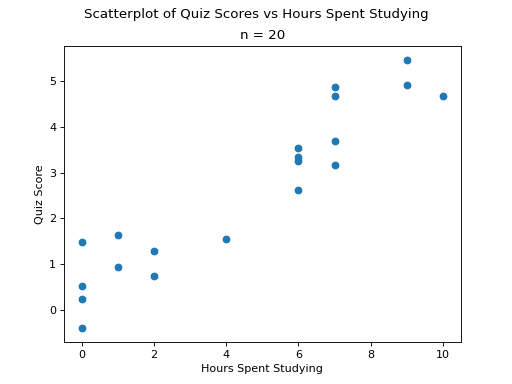 Scatterplot of Quiz Scores vs Hours Spent Studying
n = 20
5
4
3
2
1
0
Quiz Score
0 2 4 6 8 10
Hours Spent Studying